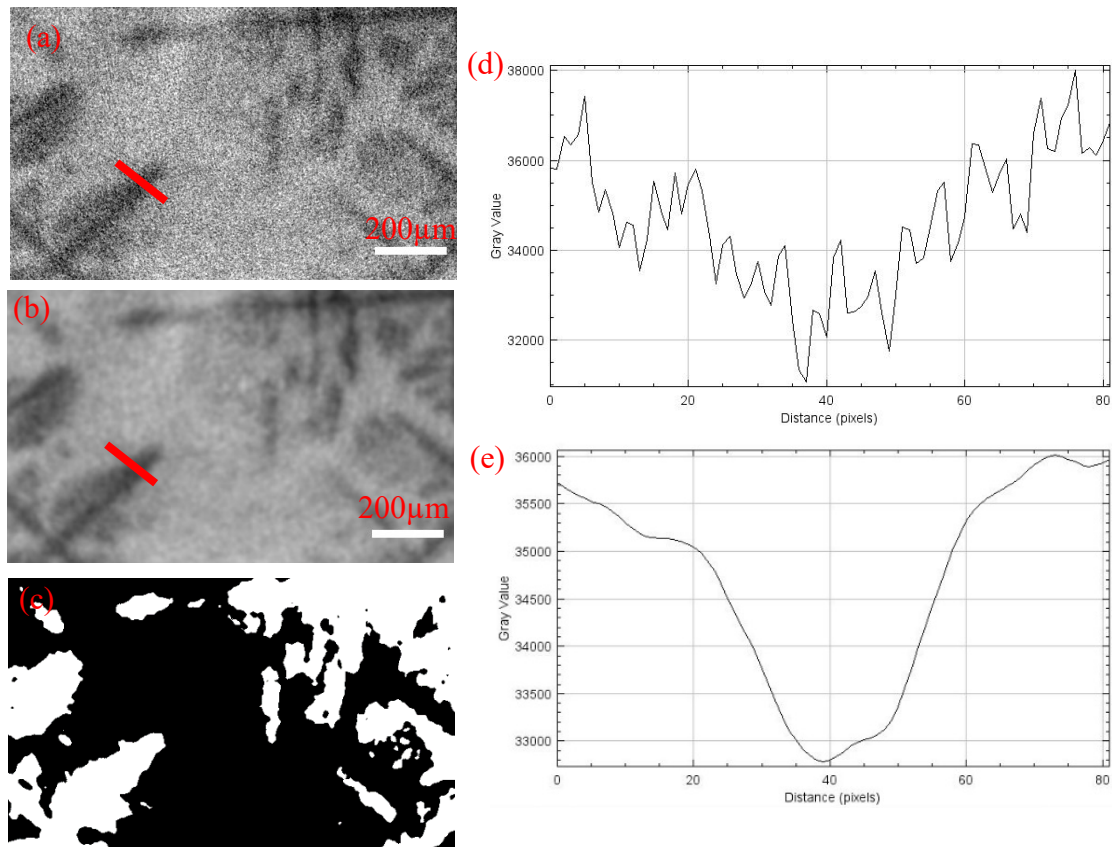 (a)
200µm
(b)
200µm
(c)
(d)
38000
36000
34000
32000
Gray Value
0
20
40
60
80
Distance (pixels)
(e)
36000
35500
35000
34500
34000
33500
33000
Gray Value
0
20
40
60
80
Distance (pixels)